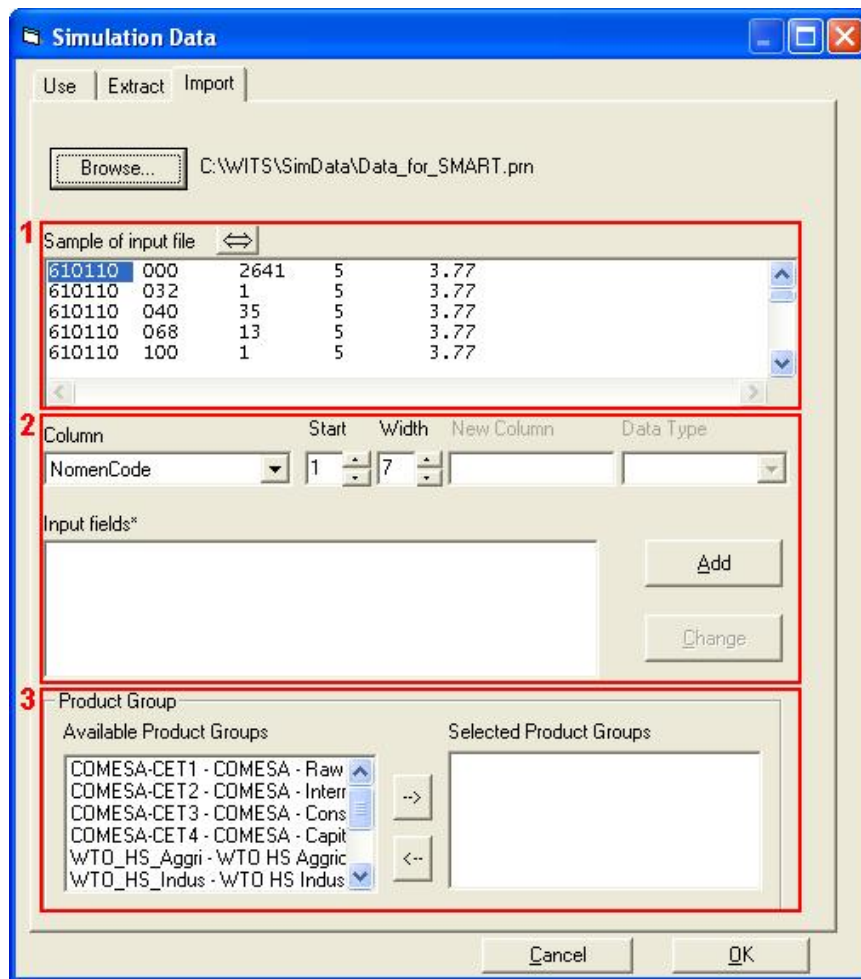 Simulation Data
Use Extract Import
Browse... C:\WITS\SimData\Data_for_SMART.prn
1
Sample of input file
610110 000 2641 5 3.77
610110 032 1 5 3.77
610110 040 35 5 3.77
610110 068 13 5 3.77
610110 100 1 5 3.77
2
Column Start Width New Column Data Type
NomenCode 1 7
Input fields*
Add
Change
3
Product Group
Available Product Groups Selected Product Groups
COMESA-CET1 - COMESA - Raw
COMESA-CET2 - COMESA - Interr
COMESA-CET3 - COMESA - Cons
COMESA-CET4 - COMESA - Capit
WTO_HS_Aggri - WTO HS Aggric
WTO_HS_Indus - WTO HS Indus
-->
<--
Cancel OK